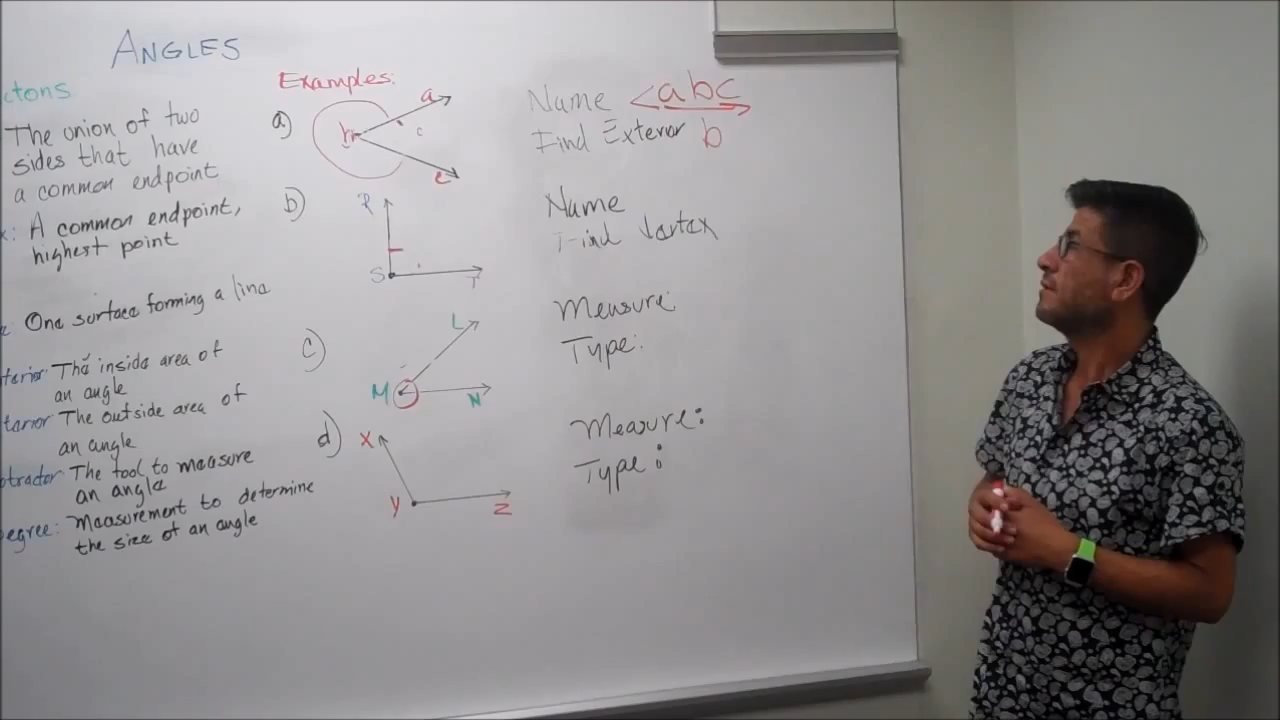 ANGLES
The union of two
sides that have
a common endpoint
A common endpoint,
highest point
One surface forming a line
The inside area of
an angle
The outside area of
an angle
The tool to measure
an angle
Degree: Measurement to determine
the size of an angle
Examples:
a)
a
b
c
b)
R
S
T
c)
L
M
N
d)
X
Y
Z
Name <abc
Find Exterior b
Name
Find Vertex
Measure:
Type:
Measure:
Type: